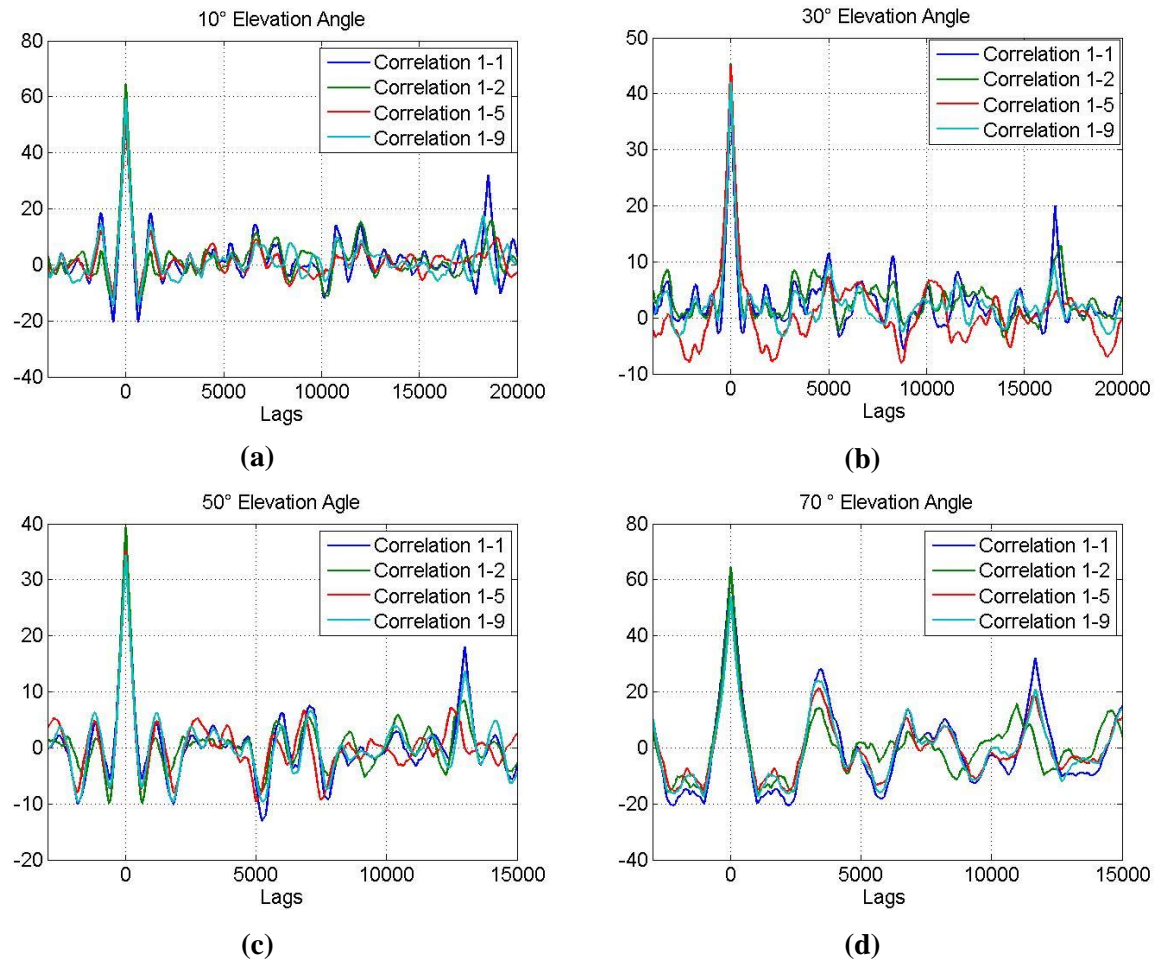 10° Elevation Angle
80
60
40
20
0
-20
-40
0
5000
10000
15000
20000
Lags
Correlation 1-1
Correlation 1-2
Correlation 1-5
Correlation 1-9
(a)
30° Elevation Angle
50
40
30
20
10
0
-10
0
5000
10000
15000
20000
Lags
Correlation 1-1
Correlation 1-2
Correlation 1-5
Correlation 1-9
(b)
50° Elevation Agle
40
30
20
10
0
-10
-20
0
5000
10000
15000
Lags
Correlation 1-1
Correlation 1-2
Correlation 1-5
Correlation 1-9
(c)
70 ° Elevation Angle
80
60
40
20
0
-20
-40
0
5000
10000
15000
Lags
Correlation 1-1
Correlation 1-2
Correlation 1-5
Correlation 1-9
(d)